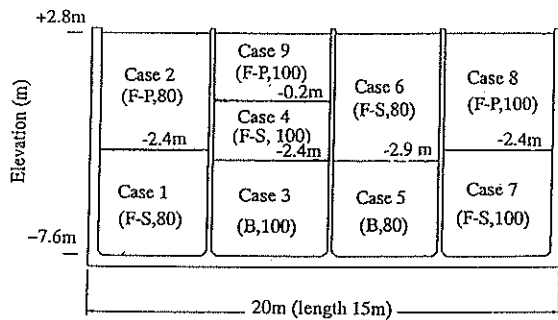 +2.8m
Elevation (m)
-7.6m
Case 2
(F-P,80)
-2.4m
Case 1
(F-S,80)
Case 9
(F-P,100)
-0.2m
Case 4
(F-S, 100)
-2.4m
Case 3
(B,100)
Case 6
(F-S,80)
-2.9 m
Case 5
(B,80)
Case 8
(F-P,100)
-2.4m
Case 7
(F-S,100)
20m (length 15m)